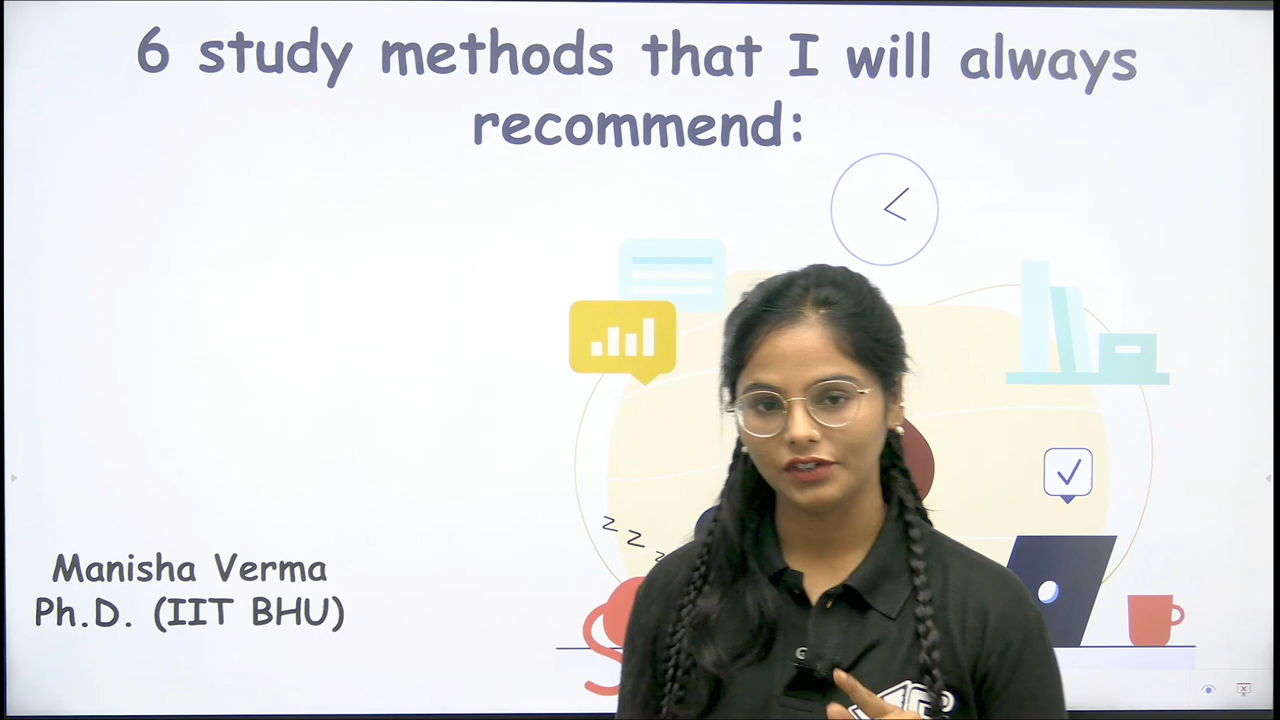 6 study methods that I will always
recommend:
z
z
z
Manisha Verma
Ph.D. (IIT BHU)